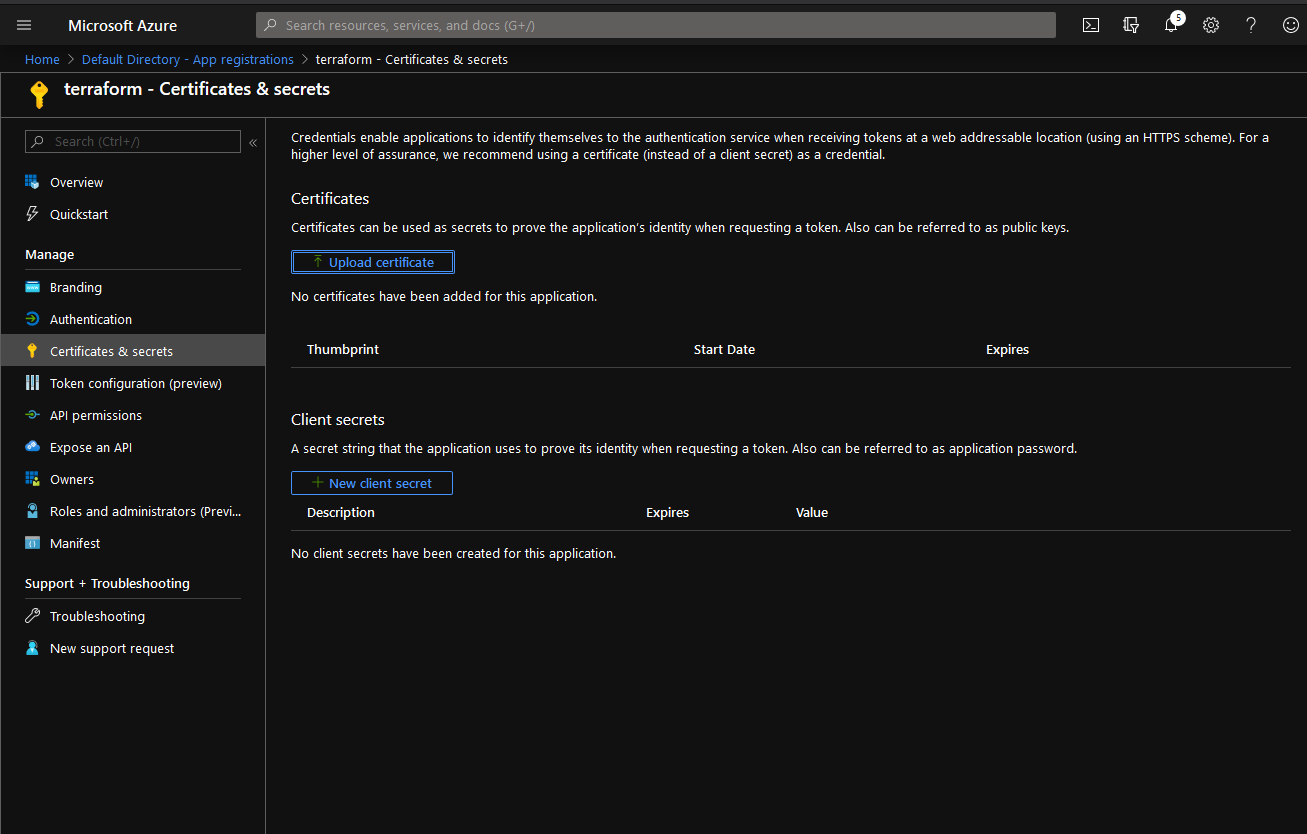 Microsoft Azure
Search resources, services, and docs (G+/)
5
Home > Default Directory - App registrations > terraform - Certificates & secrets
terraform - Certificates & secrets
Search (Ctrl+/)
«
Overview
Quickstart
Manage
Branding
Authentication
Certificates & secrets
Token configuration (preview)
API permissions
Expose an API
Owners
Roles and administrators (Previ...
Manifest
Support + Troubleshooting
Troubleshooting
New support request
Credentials enable applications to identify themselves to the authentication service when receiving tokens at a web addressable location (using an HTTPS scheme). For a
higher level of assurance, we recommend using a certificate (instead of a client secret) as a credential.
Certificates
Certificates can be used as secrets to prove the application's identity when requesting a token. Also can be referred to as public keys.
Upload certificate
No certificates have been added for this application.
Thumbprint Start Date Expires
Client secrets
A secret string that the application uses to prove its identity when requesting a token. Also can be referred to as application password.
New client secret
Description Expires Value
No client secrets have been created for this application.